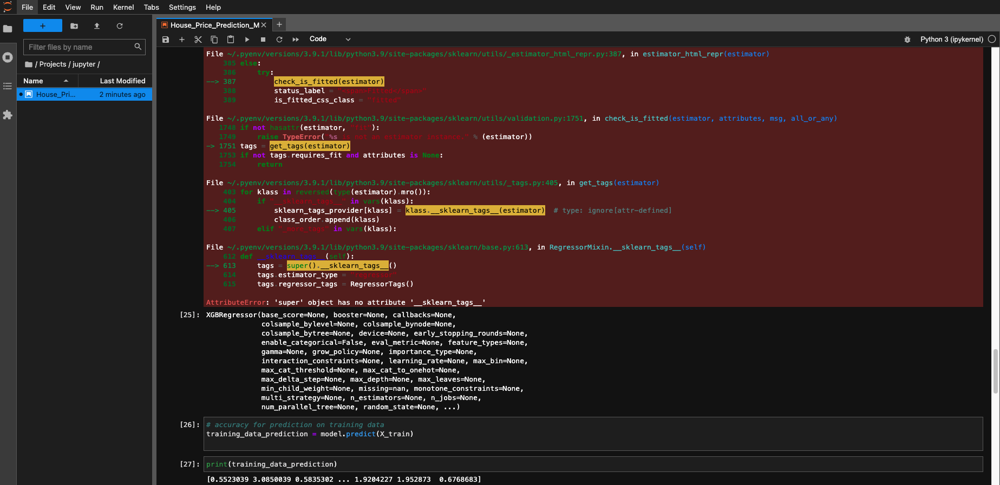 File Edit View Run Kernel Tabs Settings Help
+
Filter files by name
/ Projects / jupyter /
Name Last Modified
House_Pri... 2 minutes ago
House_Price_Prediction_M
Code
Python 3 (ipykernel)
File ~/.pyenv/versions/3.9.1/lib/python3.9/site-packages/sklearn/utils/_estimator_html_repr.py:387, in estimator_html_repr(estimator)
385 else:
386 try:
--> 387 check_is_fitted(estimator)
388 status_label = "<span>Fitted</span>"
389 is_fitted_css_class = "fitted"
File ~/.pyenv/versions/3.9.1/lib/python3.9/site-packages/sklearn/utils/validation.py:1751, in check_is_fitted(estimator, attributes, msg, all_or_any)
1748 if not hasattr(estimator, "fit"):
1749 raise TypeError("%s is not an estimator instance." % (estimator))
-> 1751 tags = get_tags(estimator)
1753 if not tags.requires_fit and attributes is None:
1754 return
File ~/.pyenv/versions/3.9.1/lib/python3.9/site-packages/sklearn/utils/_tags.py:405, in get_tags(estimator)
403 for klass in reversed(type(estimator).mro()):
404 if "__sklearn_tags__" in vars(klass):
--> 405 sklearn_tags_provider[klass] = klass.__sklearn_tags__(estimator) # type: ignore[attr-defined]
406 class_order.append(klass)
407 elif "_more_tags" in vars(klass):
File ~/.pyenv/versions/3.9.1/lib/python3.9/site-packages/sklearn/base.py:613, in RegressorMixin.__sklearn_tags__(self)
612 def __sklearn_tags__(self):
--> 613 tags = super().__sklearn_tags__()
614 tags.estimator_type = "regressor"
615 tags.regressor_tags = RegressorTags()
AttributeError: 'super' object has no attribute '__sklearn_tags__'
[25]: XGBRegressor(base_score=None, booster=None, callbacks=None,
colsample_bylevel=None, colsample_bynode=None,
colsample_bytree=None, device=None, early_stopping_rounds=None,
enable_categorical=False, eval_metric=None, feature_types=None,
gamma=None, grow_policy=None, importance_type=None,
interaction_constraints=None, learning_rate=None, max_bin=None,
max_cat_threshold=None, max_cat_to_onehot=None,
max_delta_step=None, max_depth=None, max_leaves=None,
min_child_weight=None, missing=nan, monotone_constraints=None,
multi_strategy=None, n_estimators=None, n_jobs=None,
num_parallel_tree=None, random_state=None, ...)
[26]: # accuracy for prediction on training data
training_data_prediction = model.predict(X_train)
[27]: print(training_data_prediction)
[0.5523039 3.0850039 0.5835302 ... 1.9204227 1.952873 0.6768683]